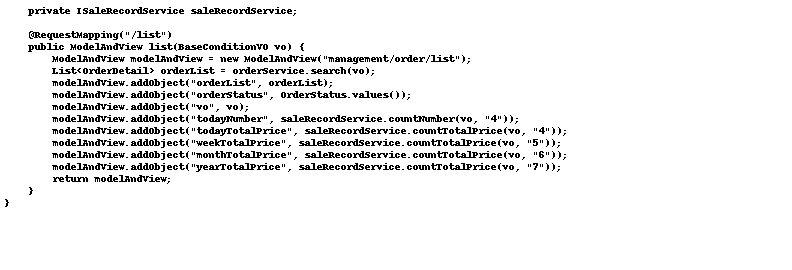 private ISaleRecordService saleRecordService;
@RequestMapping("/list")
public ModelAndView list(BaseConditionVO vo) {
ModelAndView modelAndView = new ModelAndView("management/order/list");
List<OrderDetail> orderList = orderService.search(vo);
modelAndView.addObject("orderList", orderList);
modelAndView.addObject("orderStatus", OrderStatus.values());
modelAndView.addObject("vo", vo);
modelAndView.addObject("todayNumber", saleRecordService.countNumber(vo, "4"));
modelAndView.addObject("todayTotalPrice", saleRecordService.countTotalPrice(vo, "4"));
modelAndView.addObject("weekTotalPrice", saleRecordService.countTotalPrice(vo, "5"));
modelAndView.addObject("monthTotalPrice", saleRecordService.countTotalPrice(vo, "6"));
modelAndView.addObject("yearTotalPrice", saleRecordService.countTotalPrice(vo, "7"));
return modelAndView;
}
}